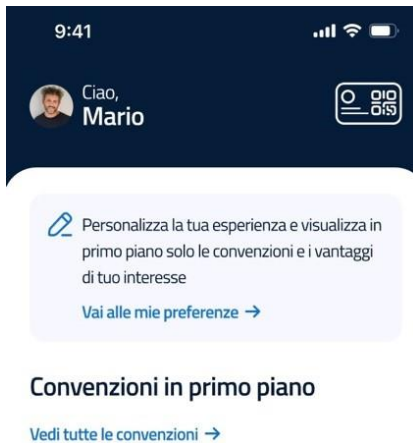 9:41
Ciao,
Mario
Personalizza la tua esperienza e visualizza in
primo piano solo le convenzioni e i vantaggi
di tuo interesse
Vai alle mie preferenze →
Convenzioni in primo piano
Vedi tutte le convenzioni →